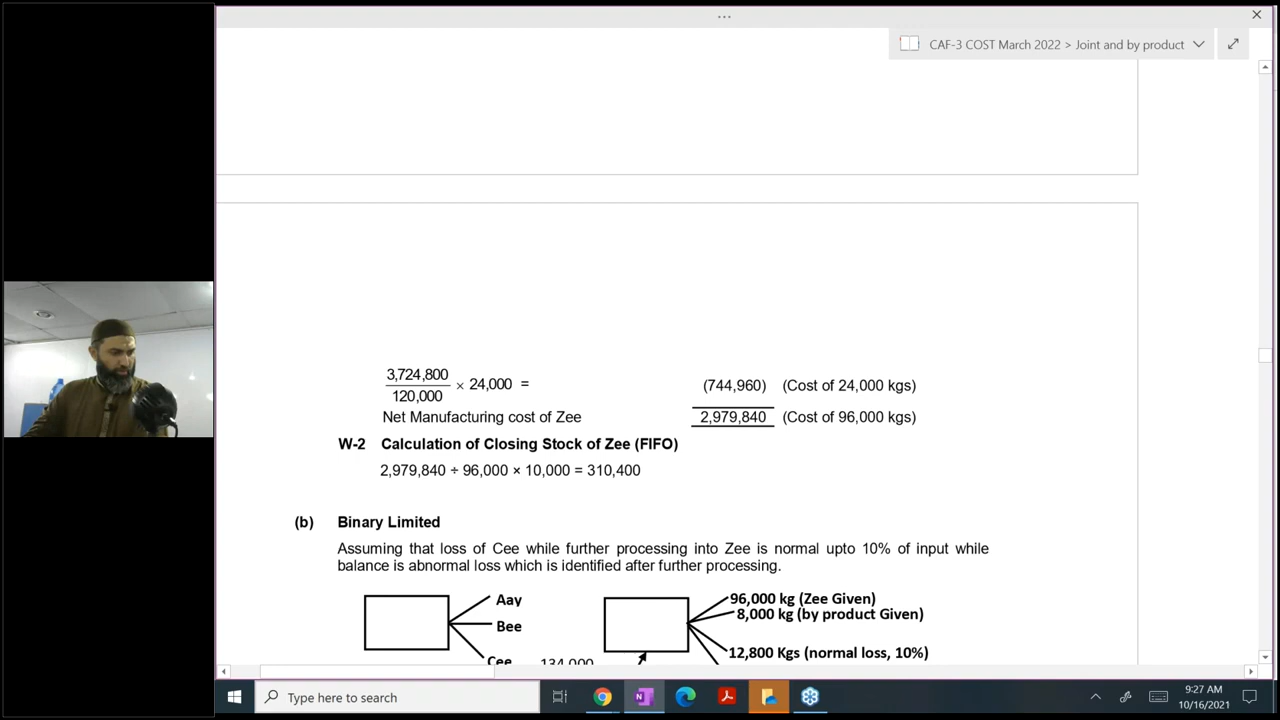 CAF-3 COST March 2022 > Joint and by product
3,724,800
120,000
× 24,000 =
(744,960) (Cost of 24,000 kgs)
Net Manufacturing cost of Zee 2,979,840 (Cost of 96,000 kgs)
W-2 Calculation of Closing Stock of Zee (FIFO)
2,979,840 ÷ 96,000 × 10,000 = 310,400
(b) Binary Limited
Assuming that loss of Cee while further processing into Zee is normal upto 10% of input while
balance is abnormal loss which is identified after further processing.
Aay
Bee
Cee 134,000
96,000 kg (Zee Given)
8,000 kg (by product Given)
12,800 Kgs (normal loss, 10%)
Type here to search
9:27 AM
10/16/2021